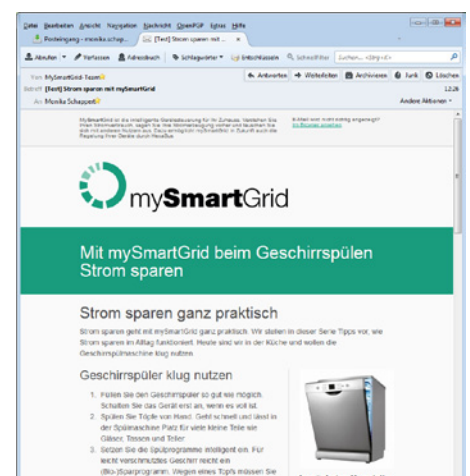 Datei Bearbeiten Ansicht Navigation Nachricht OpenPGP Extras Hilfe
Posteingang - monika.schap... [Test] Strom sparen mit ...
Abrufen Verfassen Adressbuch Schlagwörter Entschlüsseln Schnellfilter
Von MySmartGrid-Team Antworten Weiterleiten Archivieren Junk Löschen
Betreff [Test] Strom sparen mit mySmartGrid 12:26
An Monika Schappert Andere Aktionen
MySmartGrid ist die intelligente
mySmartGrid
Mit mySmartGrid beim Geschirrspülen
Strom sparen
Strom sparen ganz praktisch
Strom sparen geht mit mySmartGrid ganz praktisch. Wir stellen in dieser Serie Tipps vor, wie
Strom sparen im Alltag funktioniert. Heute sind wir in der Küche und wollen die
Geschirrspülmaschine klug nutzen.
Geschirrspüler klug nutzen
1. Füllen Sie den Geschirrspüler so gut wie möglich.
Schalten Sie das Gerät erst an, wenn es voll ist.
2. Spülen Sie Töpfe von Hand. Geht schnell und lässt in
der Spülmaschine Platz für viele kleine Teile wie
Gläser, Tassen und Teller.
3. Setzen Sie die Spülprogramme intelligent ein. Für
leicht verschmutztes Geschirr reicht ein
(Bio-)Sparprogramm. Wegen eines Topfs müssen Sie